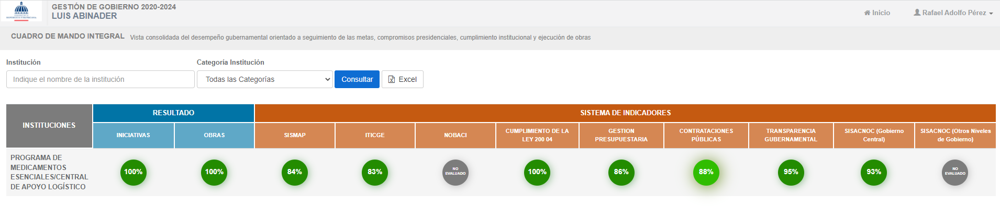 GESTIÓN DE GOBIERNO 2020-2024
LUIS ABINADER
Inicio
Rafael Adolfo Pérez
CUADRO DE MANDO INTEGRAL Vista consolidada del desempeño gubernamental orientado a seguimiento de las metas, compromisos presidenciales, cumplimiento institucional y ejecución de obras
Institución
Categoría Institución
Indique el nombre de la institución
Todas las Categorías
Consultar
Excel
INSTITUCIONES
RESULTADO
SISTEMA DE INDICADORES
INICIATIVAS
OBRAS
SISMAP
ITICGE
NOBACI
CUMPLIMIENTO DE LA
LEY 200 04
GESTION
PRESUPUESTARIA
CONTRATACIONES
PÚBLICAS
TRANSPARENCIA
GUBERNAMENTAL
SISACNOC (Gobierno
Central)
SISACNOC (Otros Niveles
de Gobierno)
PROGRAMA DE
MEDICAMENTOS
ESENCIALES/CENTRAL
DE APOYO LOGÍSTICO
100%
100%
84%
83%
NO
EVALUADO
100%
86%
88%
95%
93%
NO
EVALUADO